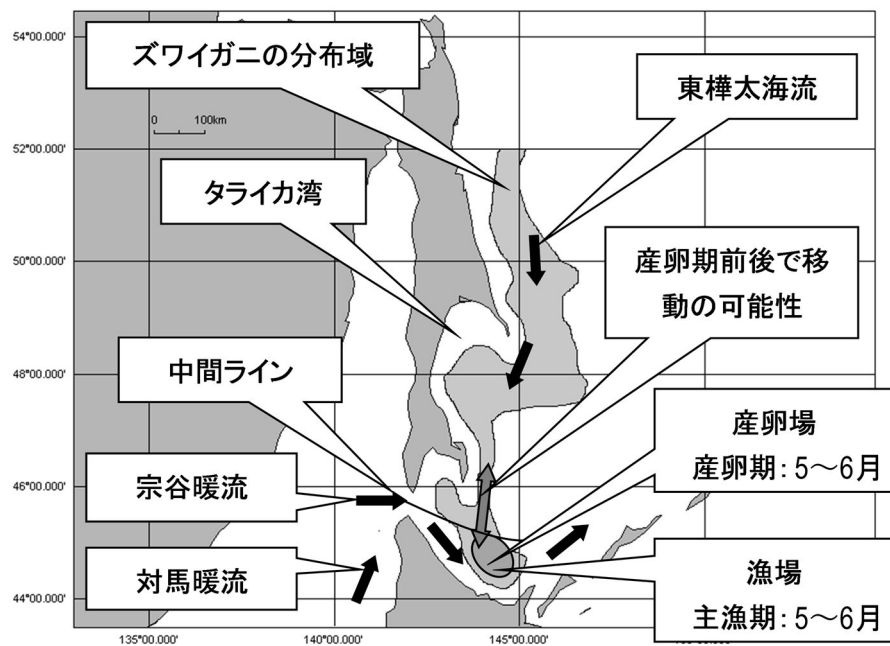 54°00.000'
ズワイガニの分布域
東樺太海流
0 100km
52°00.000'
タライカ湾
50°00.000'
産卵期前後で移
動の可能性
中間ライン
48°00.000'
産卵場
産卵期：5～6月
宗谷暖流
46°00.000'
対馬暖流
漁場
主漁期：5～6月
44°00.000'
135°00.000'
140°00.000'
145°00.000'